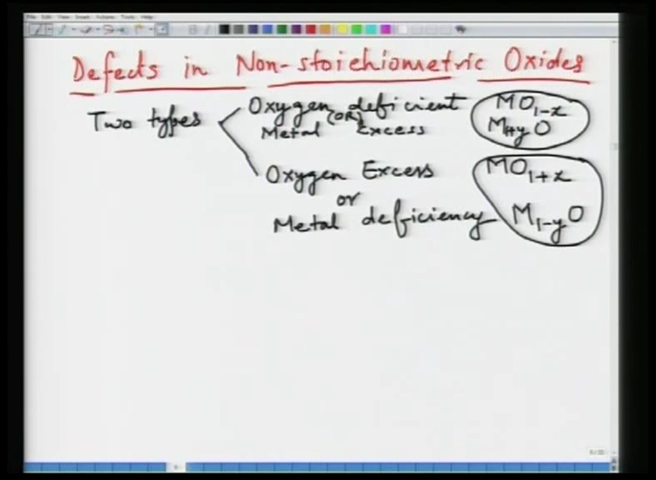 Defects in Non-stoichiometric Oxides
Two types
Oxygen deficient MO1-x
(OR)
Metal Excess M1+yO
Oxygen Excess MO1+x
or
Metal deficiency M1-yO